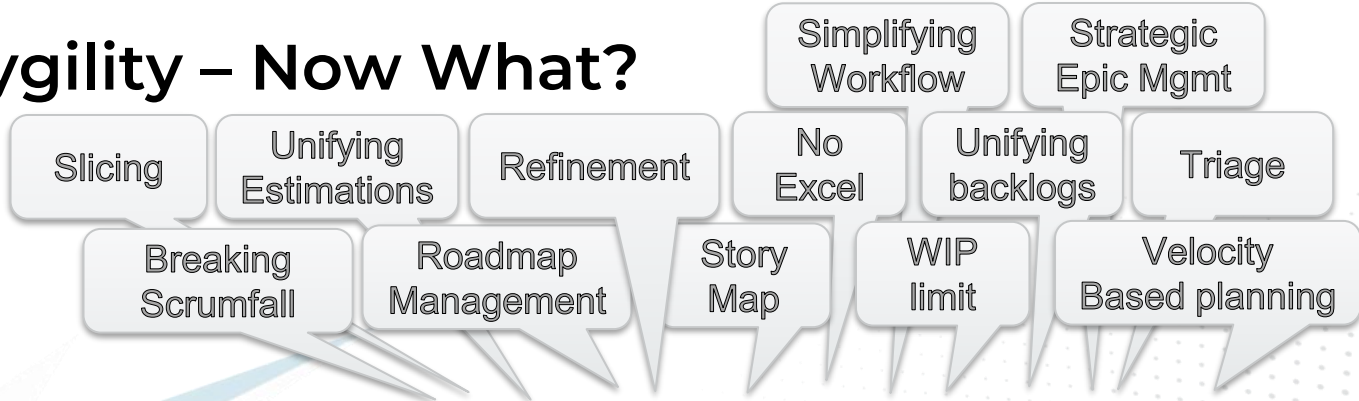 ygility – Now What?
Simplifying
Workflow
Strategic
Epic Mgmt
Slicing
Unifying
Estimations
Refinement
No
Excel
Unifying
backlogs
Triage
Breaking
Scrumfall
Roadmap
Management
Story
Map
WIP
limit
Velocity
Based planning